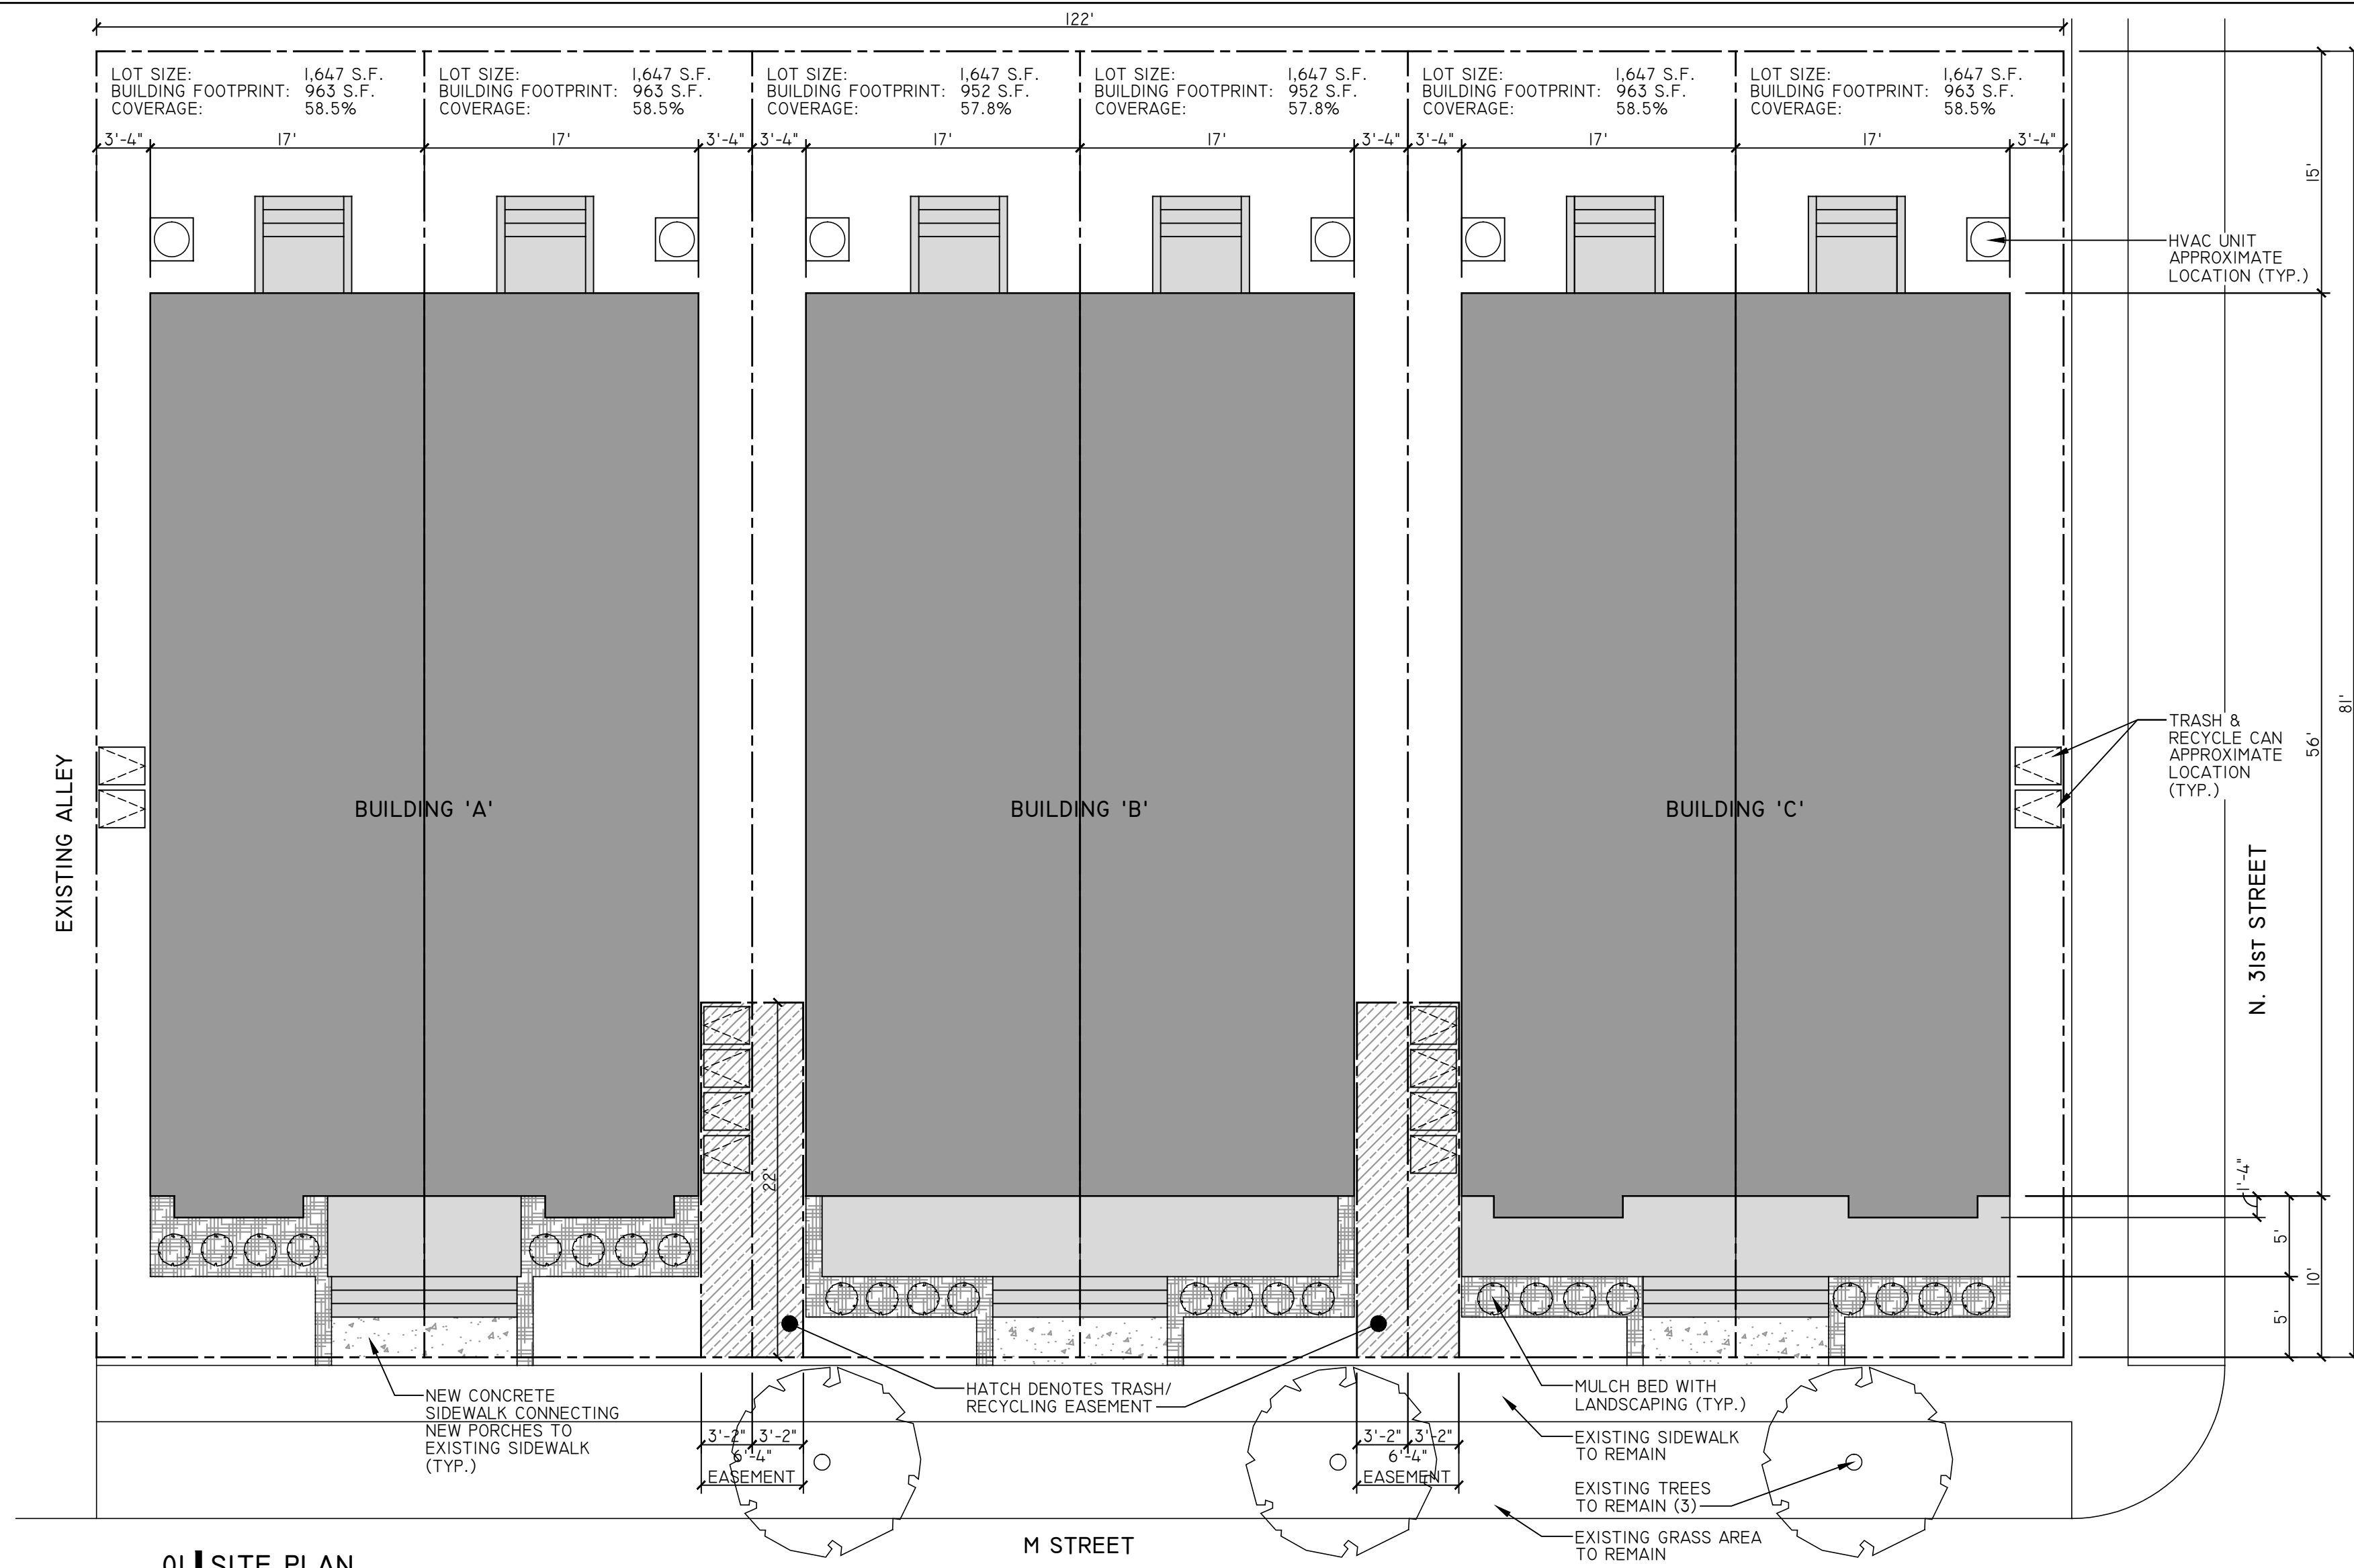 122'
LOT SIZE: 1,647 S.F.
BUILDING FOOTPRINT: 963 S.F.
COVERAGE: 58.5%
LOT SIZE: 1,647 S.F.
BUILDING FOOTPRINT: 963 S.F.
COVERAGE: 58.5%
LOT SIZE: 1,647 S.F.
BUILDING FOOTPRINT: 952 S.F.
COVERAGE: 57.8%
LOT SIZE: 1,647 S.F.
BUILDING FOOTPRINT: 952 S.F.
COVERAGE: 57.8%
LOT SIZE: 1,647 S.F.
BUILDING FOOTPRINT: 963 S.F.
COVERAGE: 58.5%
LOT SIZE: 1,647 S.F.
BUILDING FOOTPRINT: 963 S.F.
COVERAGE: 58.5%
3'-4" 17' 17' 3'-4" 3'-4" 17' 17' 3'-4" 3'-4" 17' 17' 3'-4"
15'
HVAC UNIT
APPROXIMATE
LOCATION (TYP.)
81'
TRASH &
RECYCLE CAN
APPROXIMATE
LOCATION
(TYP.)
56'
EXISTING ALLEY
BUILDING 'A'
BUILDING 'B'
BUILDING 'C'
N. 31ST STREET
22'
1'-4"
5'
10'
5'
NEW CONCRETE
SIDEWALK CONNECTING
NEW PORCHES TO
EXISTING SIDEWALK
(TYP.)
HATCH DENOTES TRASH/
RECYCLING EASEMENT
MULCH BED WITH
LANDSCAPING (TYP.)
3'-2" 3'-2"
6'-4"
EASEMENT
3'-2" 3'-2"
6'-4"
EASEMENT
EXISTING SIDEWALK
TO REMAIN
EXISTING TREES
TO REMAIN (3)
EXISTING GRASS AREA
TO REMAIN
M STREET
01 SITE PLAN